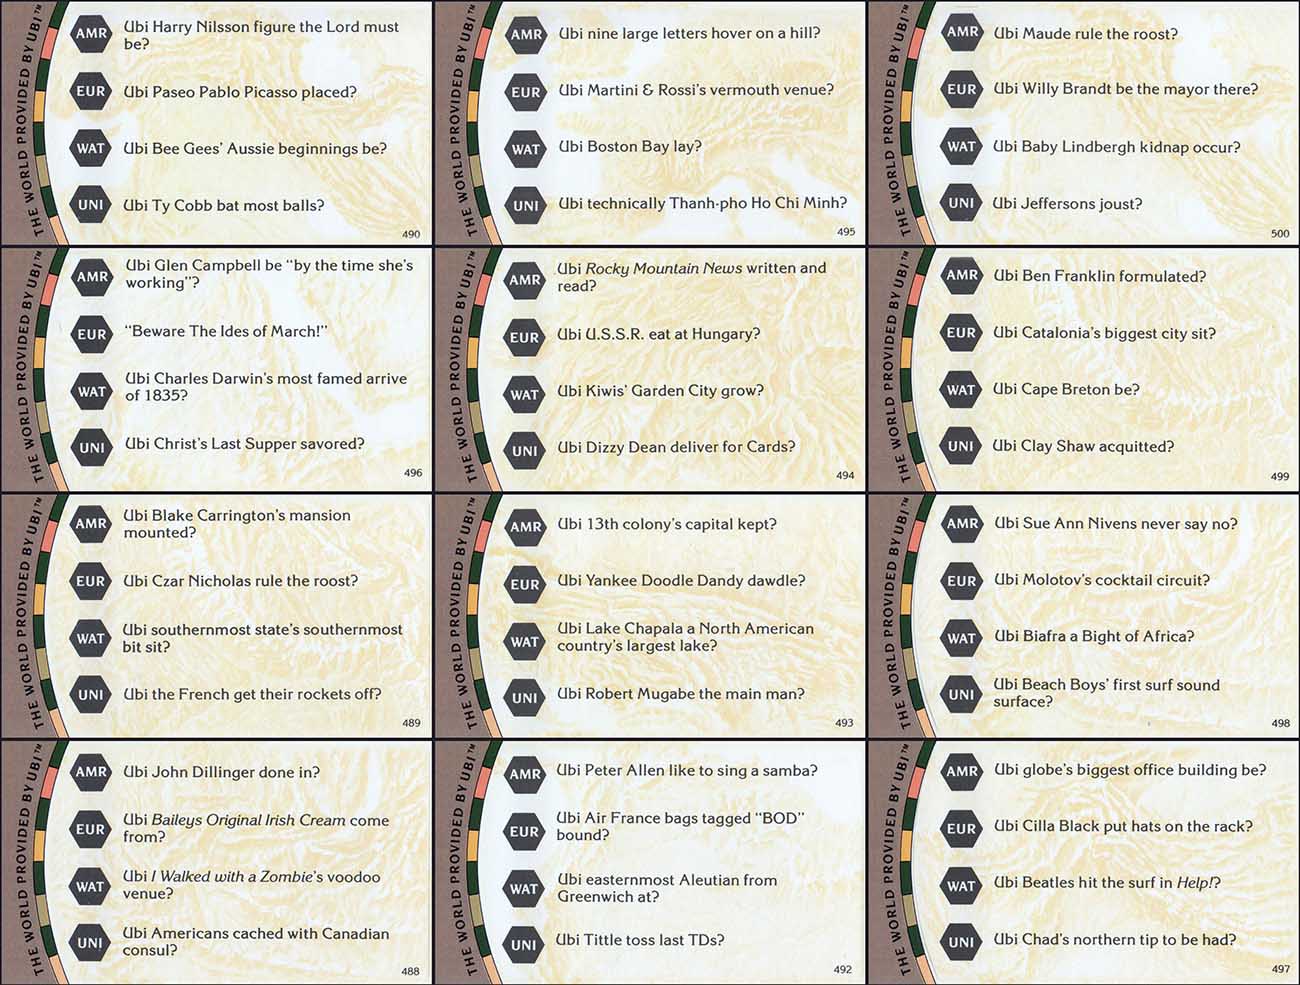 THE WORLD PROVIDED BY UBI™
AMR
Ubi Harry Nilsson figure the Lord must
be?
EUR
Ubi Paseo Pablo Picasso placed?
WAT
Ubi Bee Gees' Aussie beginnings be?
UNI
Ubi Ty Cobb bat most balls?
490
THE WORLD PROVIDED BY UBI™
AMR
Ubi nine large letters hover on a hill?
EUR
Ubi Martini & Rossi's vermouth venue?
WAT
Ubi Boston Bay lay?
UNI
Ubi technically Thanh-pho Ho Chi Minh?
495
THE WORLD PROVIDED BY UBI™
AMR
Ubi Maude rule the roost?
EUR
Ubi Willy Brandt be the mayor there?
WAT
Ubi Baby Lindbergh kidnap occur?
UNI
Ubi Jeffersons joust?
500
THE WORLD PROVIDED BY UBI™
AMR
Ubi Glen Campbell be "by the time she's
working"?
EUR
"Beware The Ides of March!"
WAT
Ubi Charles Darwin's most famed arrive
of 1835?
UNI
Ubi Christ's Last Supper savored?
496
THE WORLD PROVIDED BY UBI™
AMR
Ubi Rocky Mountain News written and
read?
EUR
Ubi U.S.S.R. eat at Hungary?
WAT
Ubi Kiwis' Garden City grow?
UNI
Ubi Dizzy Dean deliver for Cards?
494
THE WORLD PROVIDED BY UBI™
AMR
Ubi Ben Franklin formulated?
EUR
Ubi Catalonia's biggest city sit?
WAT
Ubi Cape Breton be?
UNI
Ubi Clay Shaw acquitted?
499
THE WORLD PROVIDED BY UBI™
AMR
Ubi Blake Carrington's mansion
mounted?
EUR
Ubi Czar Nicholas rule the roost?
WAT
Ubi southernmost state's southernmost
bit sit?
UNI
Ubi the French get their rockets off?
489
THE WORLD PROVIDED BY UBI™
AMR
Ubi 13th colony's capital kept?
EUR
Ubi Yankee Doodle Dandy dawdle?
WAT
Ubi Lake Chapala a North American
country's largest lake?
UNI
Ubi Robert Mugabe the main man?
493
THE WORLD PROVIDED BY UBI™
AMR
Ubi Sue Ann Nivens never say no?
EUR
Ubi Molotov's cocktail circuit?
WAT
Ubi Biafra a Bight of Africa?
UNI
Ubi Beach Boys' first surf sound
surface?
498
THE WORLD PROVIDED BY UBI™
AMR
Ubi John Dillinger done in?
EUR
Ubi Baileys Original Irish Cream come
from?
WAT
Ubi I Walked with a Zombie's voodoo
venue?
UNI
Ubi Americans cached with Canadian
consul?
488
THE WORLD PROVIDED BY UBI™
AMR
Ubi Peter Allen like to sing a samba?
EUR
Ubi Air France bags tagged "BOD"
bound?
WAT
Ubi easternmost Aleutian from
Greenwich at?
UNI
Ubi Tittle toss last TDs?
492
THE WORLD PROVIDED BY UBI™
AMR
Ubi globe's biggest office building be?
EUR
Ubi Cilla Black put hats on the rack?
WAT
Ubi Beatles hit the surf in Help!?
UNI
Ubi Chad's northern tip to be had?
497